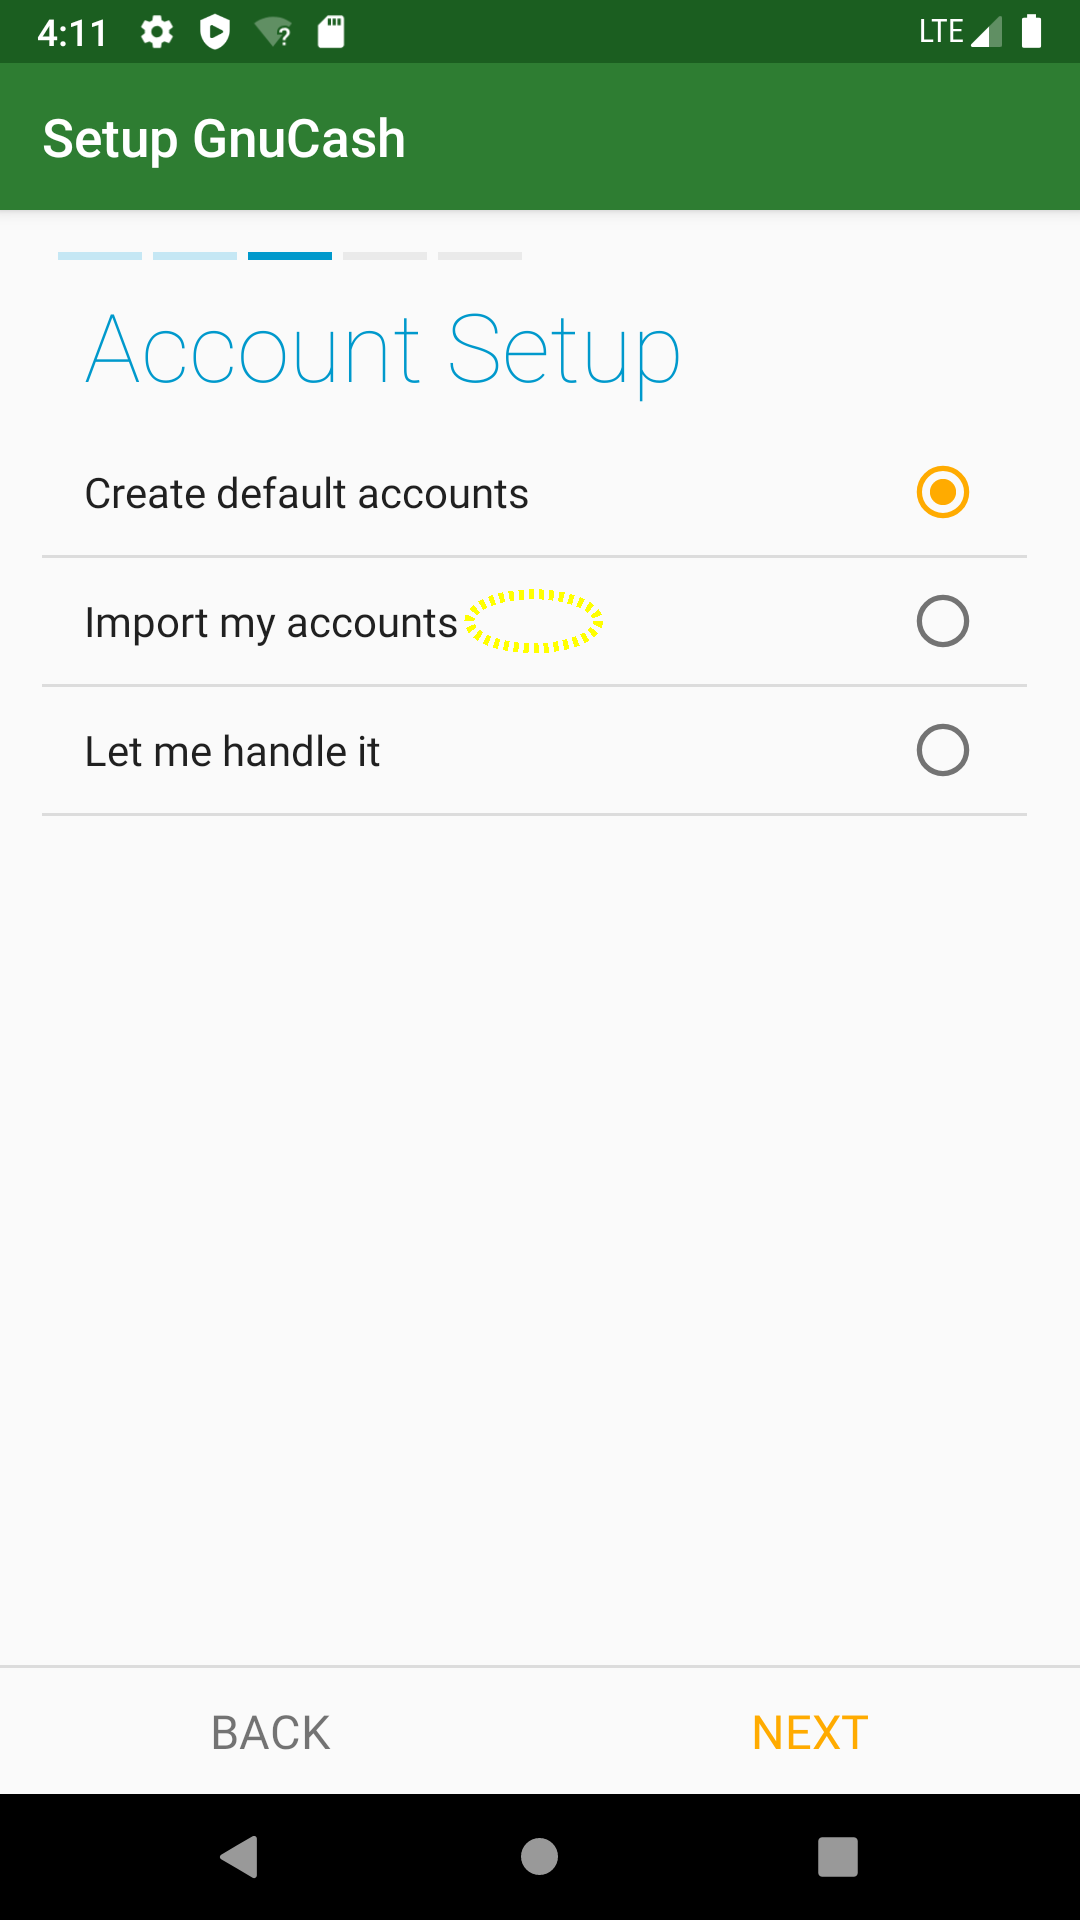 4:11
LTE
Setup GnuCash
Account Setup
Create default accounts
Import my accounts
Let me handle it
BACK
NEXT